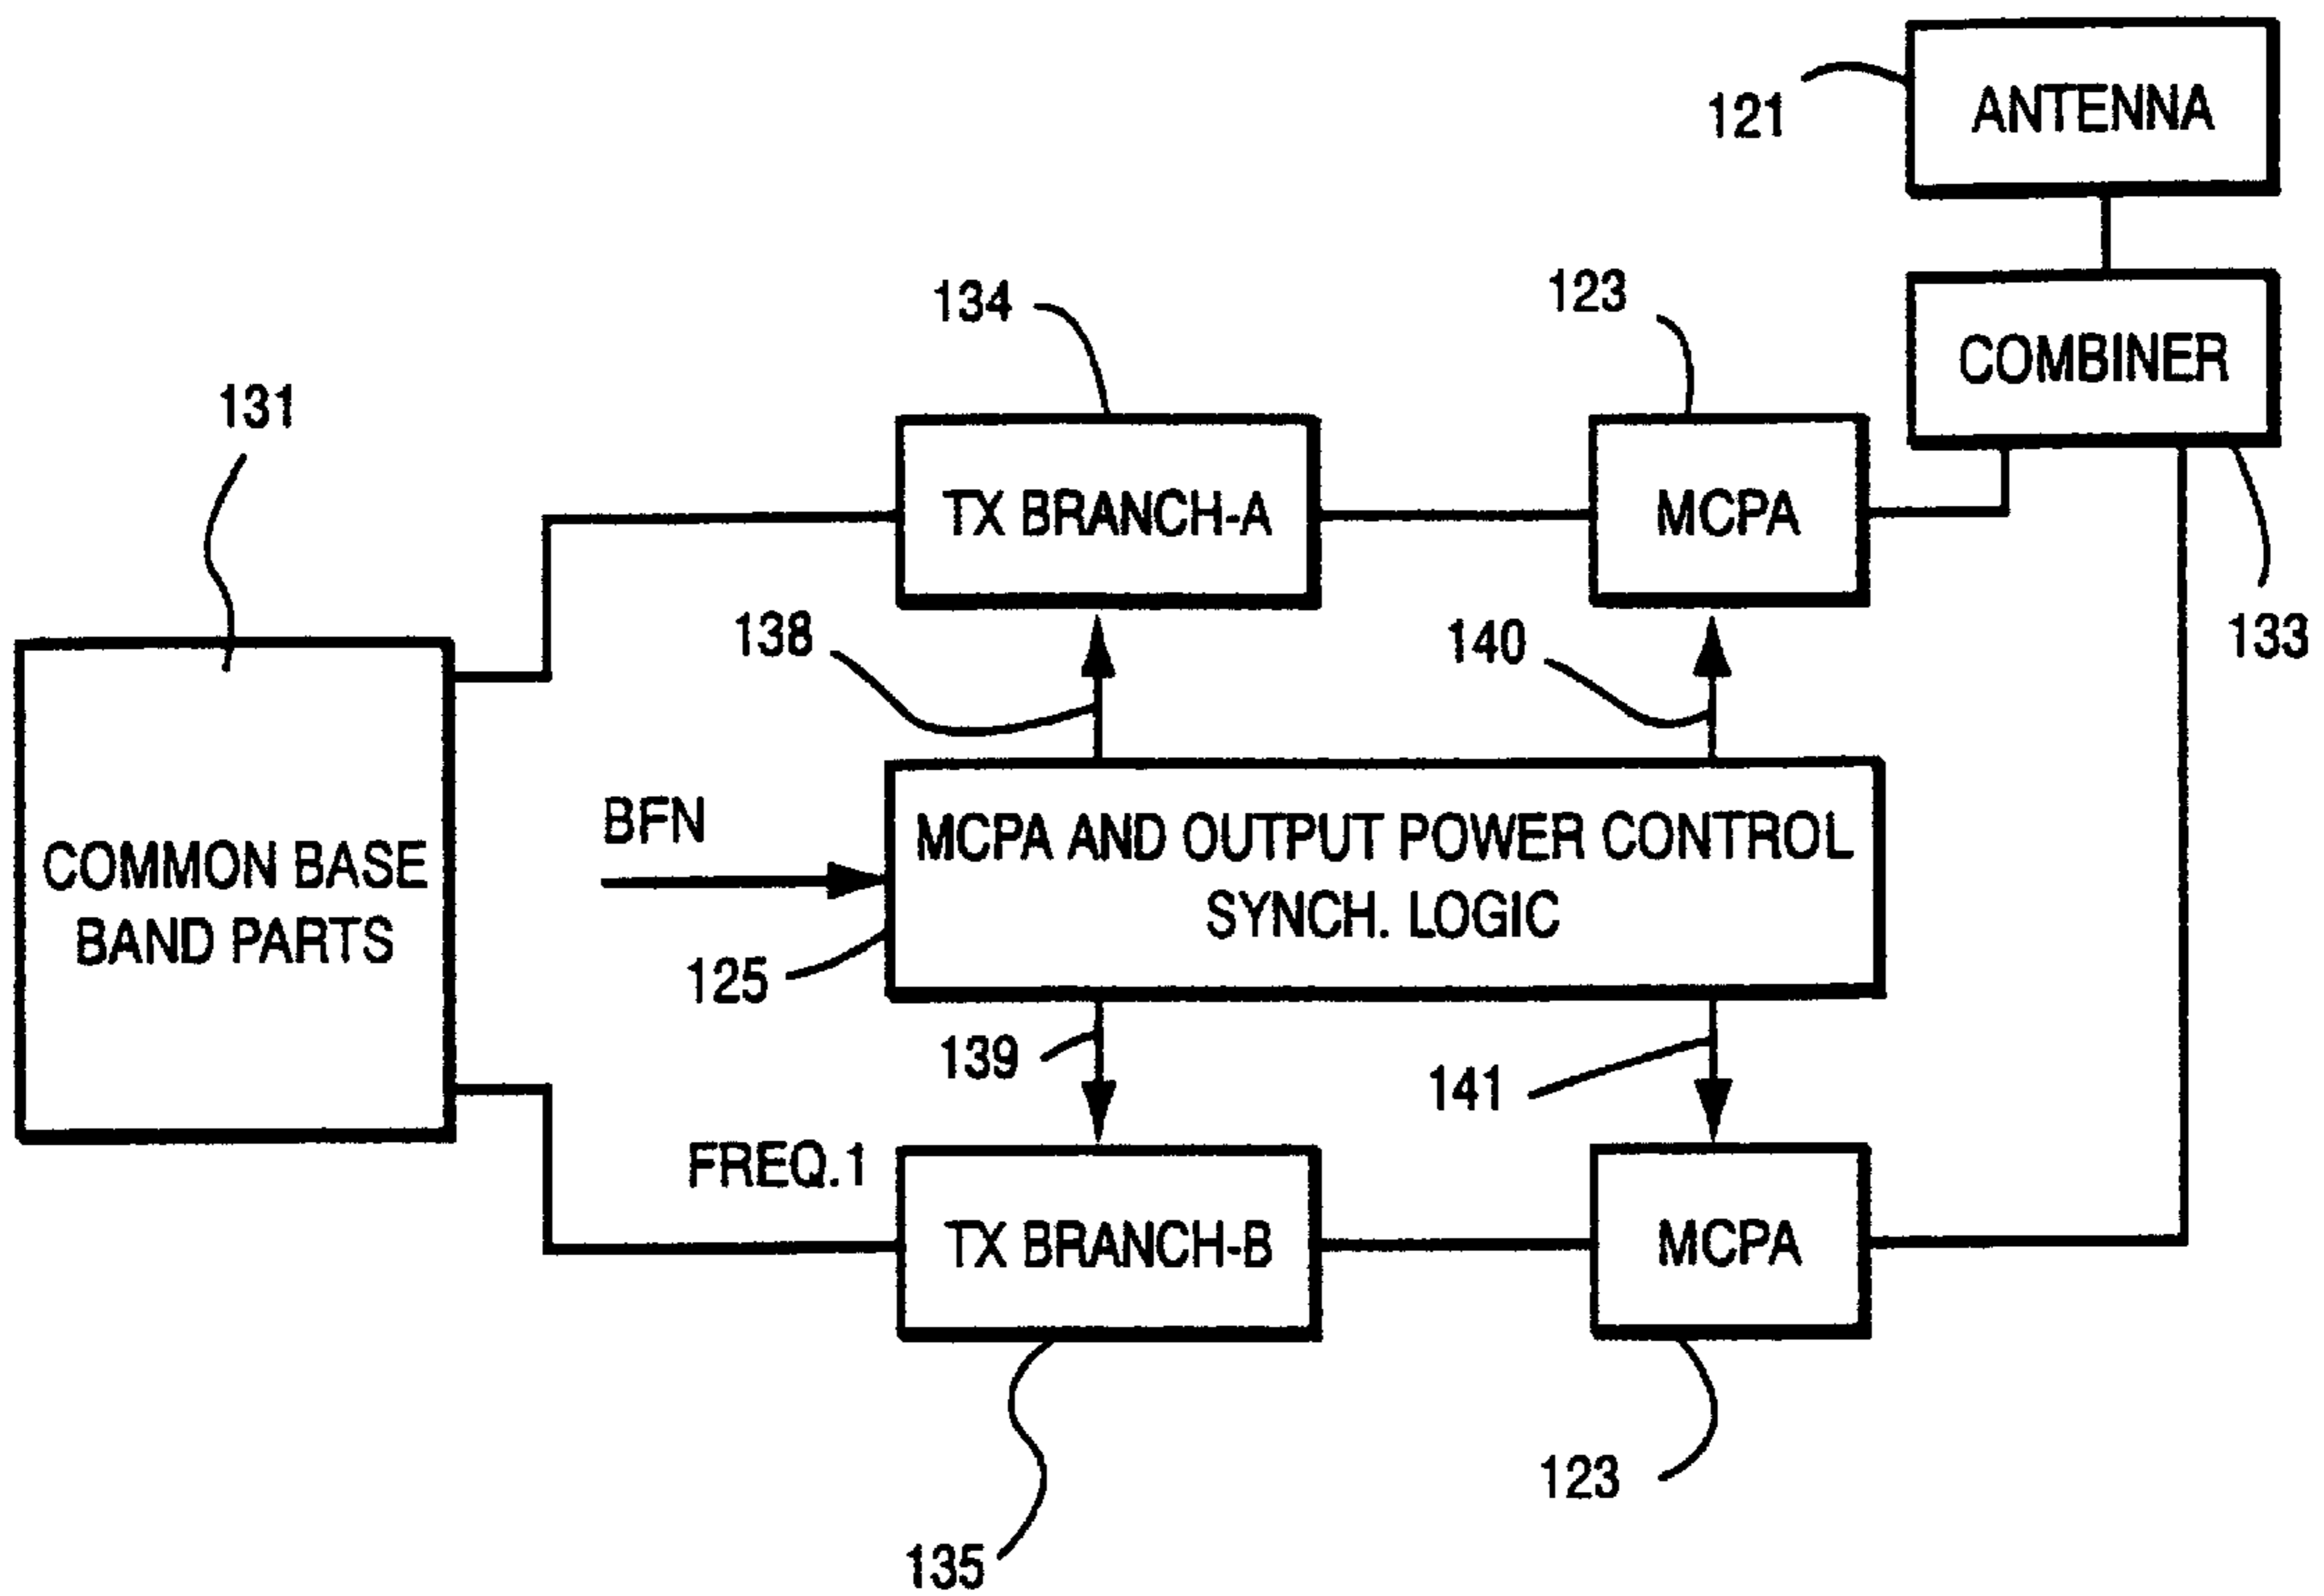 ANTENNA
121
134
123
COMBINER
131
TX BRANCH-A
MCPA
138
140
133
BFN
MCPA AND OUTPUT POWER CONTROL
SYNCH. LOGIC
COMMON BASE
BAND PARTS
125
139
141
FREQ.1
TX BRANCH-B
MCPA
123
135